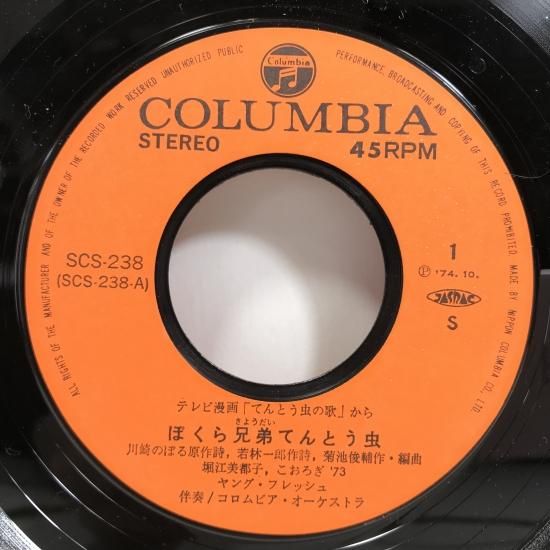 ALL RIGHTS OF THE MANUFACTURER AND OF THE OWNER OF THE RECORDED WORK RESERVED UNAUTHORIZED PUBLIC PERFORMANCE, BROADCASTING AND COPYING OF THIS RECORD PROHIBITED. MADE BY NIPPON COLUMBIA CO., LTD.
Columbia
COLUMBIA
STEREO 45RPM
SCS-238
(SCS-238-A)
1
Ⓟ '74. 10.
JASRAC
S
テレビ漫画「てんとう虫の歌」から
きょうだい
ぼくら兄弟てんとう虫
川崎のぼる原作詩, 若林一郎作詩, 菊池俊輔作・編曲
堀江美都子, こおろぎ '73
ヤング・フレッシュ
伴奏/コロムビア・オーケストラ